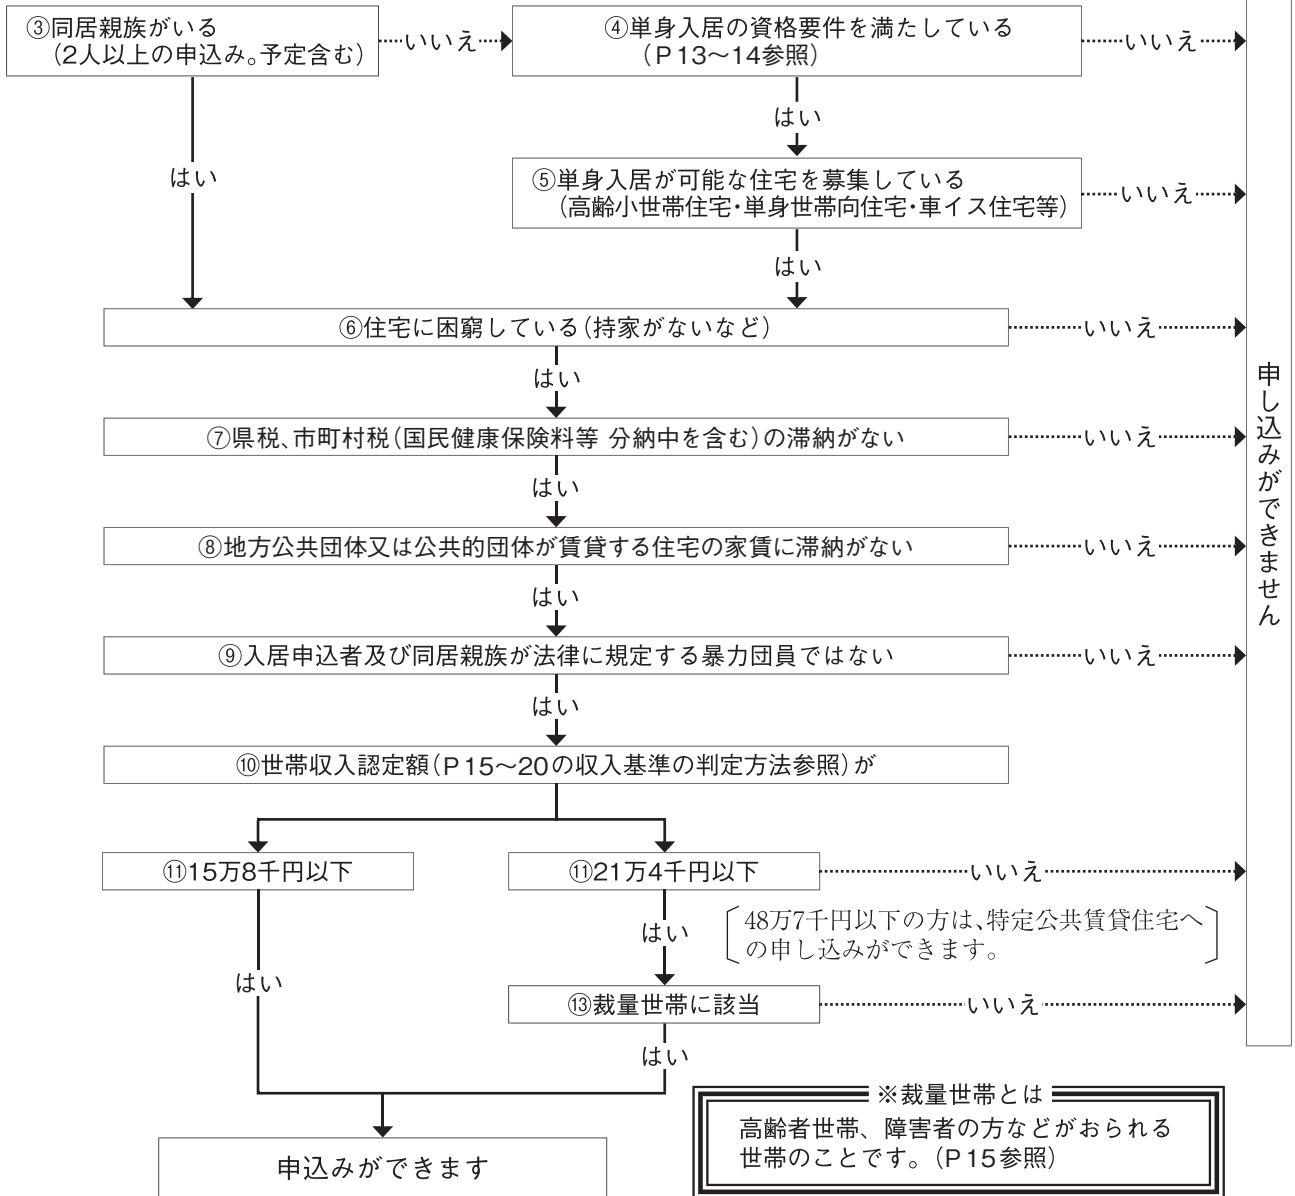 ③同居親族がいる
（2人以上の申込み。予定含む）
いいえ
④単身入居の資格要件を満たしている
（P13〜14参照）
いいえ
はい
はい
⑤単身入居が可能な住宅を募集している
（高齢小世帯住宅・単身世帯向住宅・車イス住宅等）
いいえ
はい
⑥住宅に困窮している（持家がないなど）
いいえ
はい
⑦県税、市町村税（国民健康保険料等 分納中を含む）の滞納がない
いいえ
はい
⑧地方公共団体又は公共的団体が賃貸する住宅の家賃に滞納がない
いいえ
はい
⑨入居申込者及び同居親族が法律に規定する暴力団員ではない
いいえ
はい
⑩世帯収入認定額（P15〜20の収入基準の判定方法参照）が
⑪15万8千円以下
⑪21万4千円以下
いいえ
はい
48万7千円以下の方は、特定公共賃貸住宅へ
の申し込みができます。
はい
⑬裁量世帯に該当
いいえ
はい
申し込みができません
申込みができます
※裁量世帯とは
高齢者世帯、障害者の方などがおられる
世帯のことです。（P15参照）